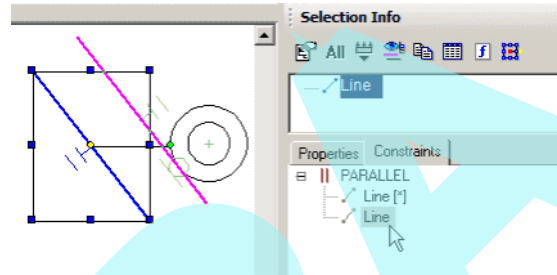 Selection Info
All
f
Line
Properties Constraints
PARALLEL
Line [*]
Line